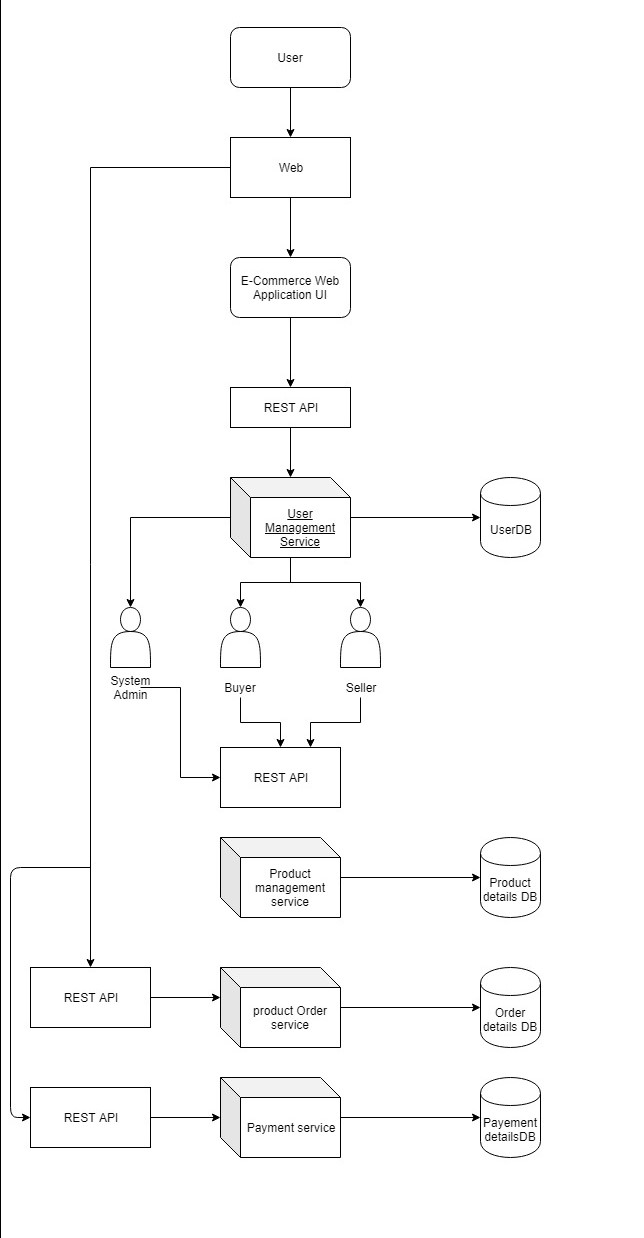 User
Web
E-Commerce Web
Application UI
REST API
User
Management
Service
UserDB
System
Admin
Buyer
Seller
REST API
Product
management
service
Product
details DB
REST API
product Order
service
Order
details DB
REST API
Payment service
Payement
detailsDB